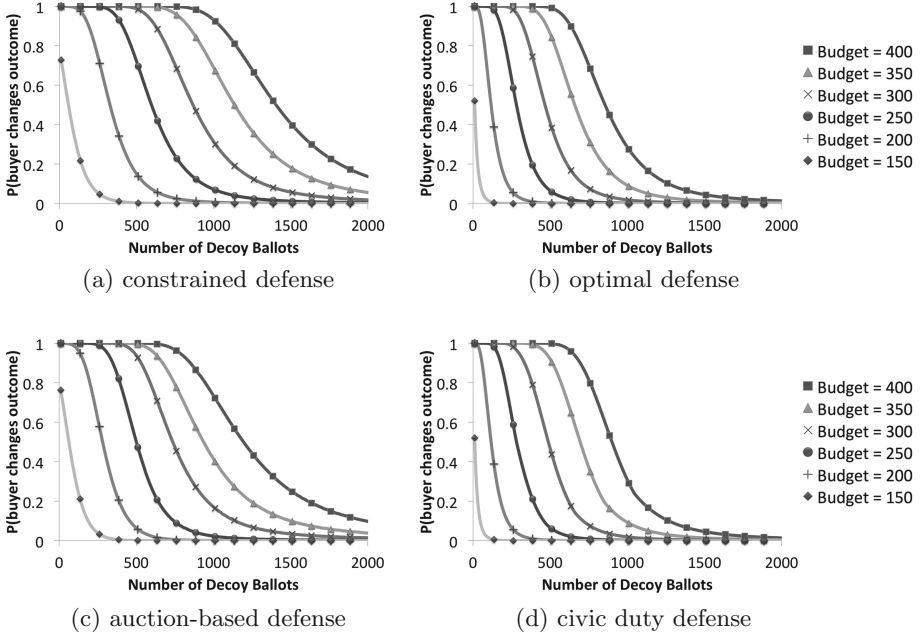 P(buyer changes outcome)
1
0.8
0.6
0.4
0.2
0
0 500 1000 1500 2000
Number of Decoy Ballots
(a) constrained defense
P(buyer changes outcome)
1
0.8
0.6
0.4
0.2
0
0 500 1000 1500 2000
Number of Decoy Ballots
(b) optimal defense
Budget = 400
Budget = 350
Budget = 300
Budget = 250
Budget = 200
Budget = 150
P(buyer changes outcome)
1
0.8
0.6
0.4
0.2
0
0 500 1000 1500 2000
Number of Decoy Ballots
(c) auction-based defense
P(buyer changes outcome)
1
0.8
0.6
0.4
0.2
0
0 500 1000 1500 2000
Number of Decoy Ballots
(d) civic duty defense
Budget = 400
Budget = 350
Budget = 300
Budget = 250
Budget = 200
Budget = 150